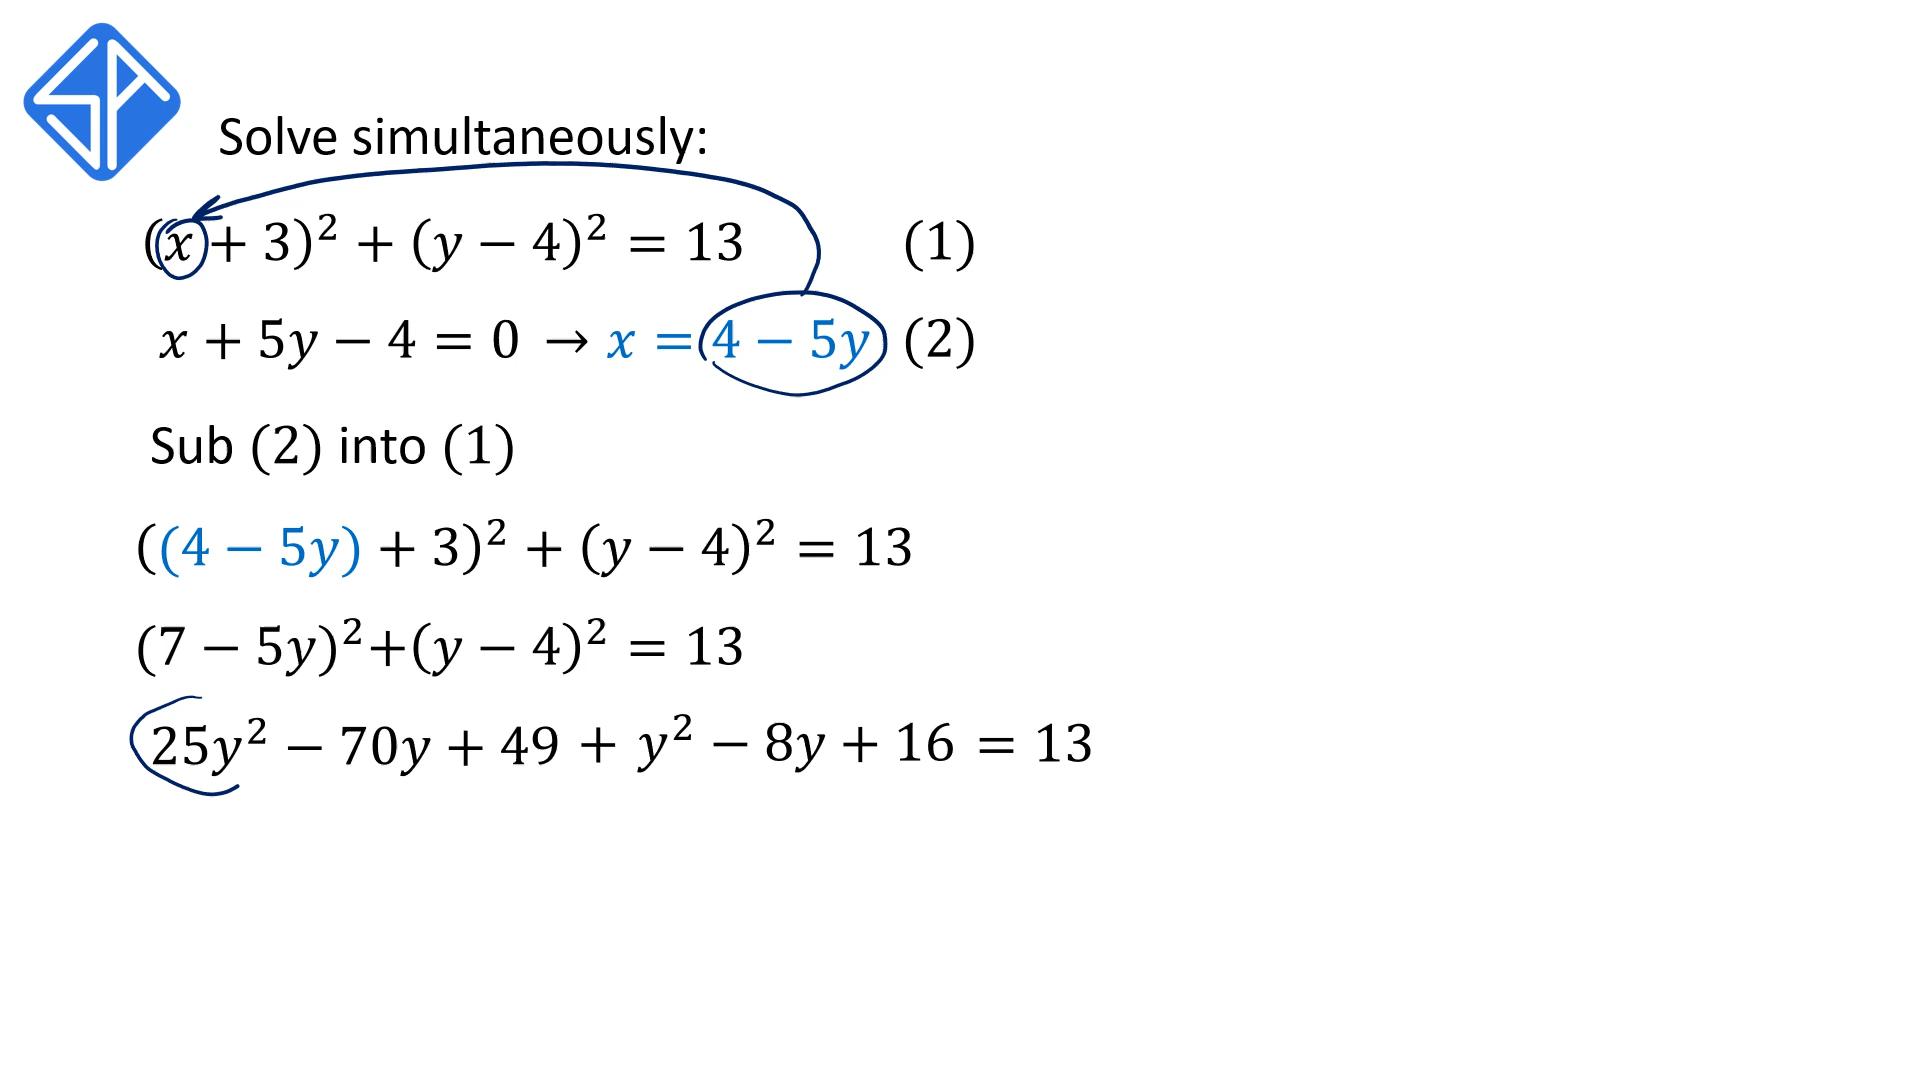 Solve simultaneously:
(x + 3)² + (y − 4)² = 13 (1)
x + 5y − 4 = 0 → x = 4 − 5y (2)
Sub (2) into (1)
((4 − 5y) + 3)² + (y − 4)² = 13
(7 − 5y)²+(y − 4)² = 13
25y² − 70y + 49 + y² − 8y + 16 = 13